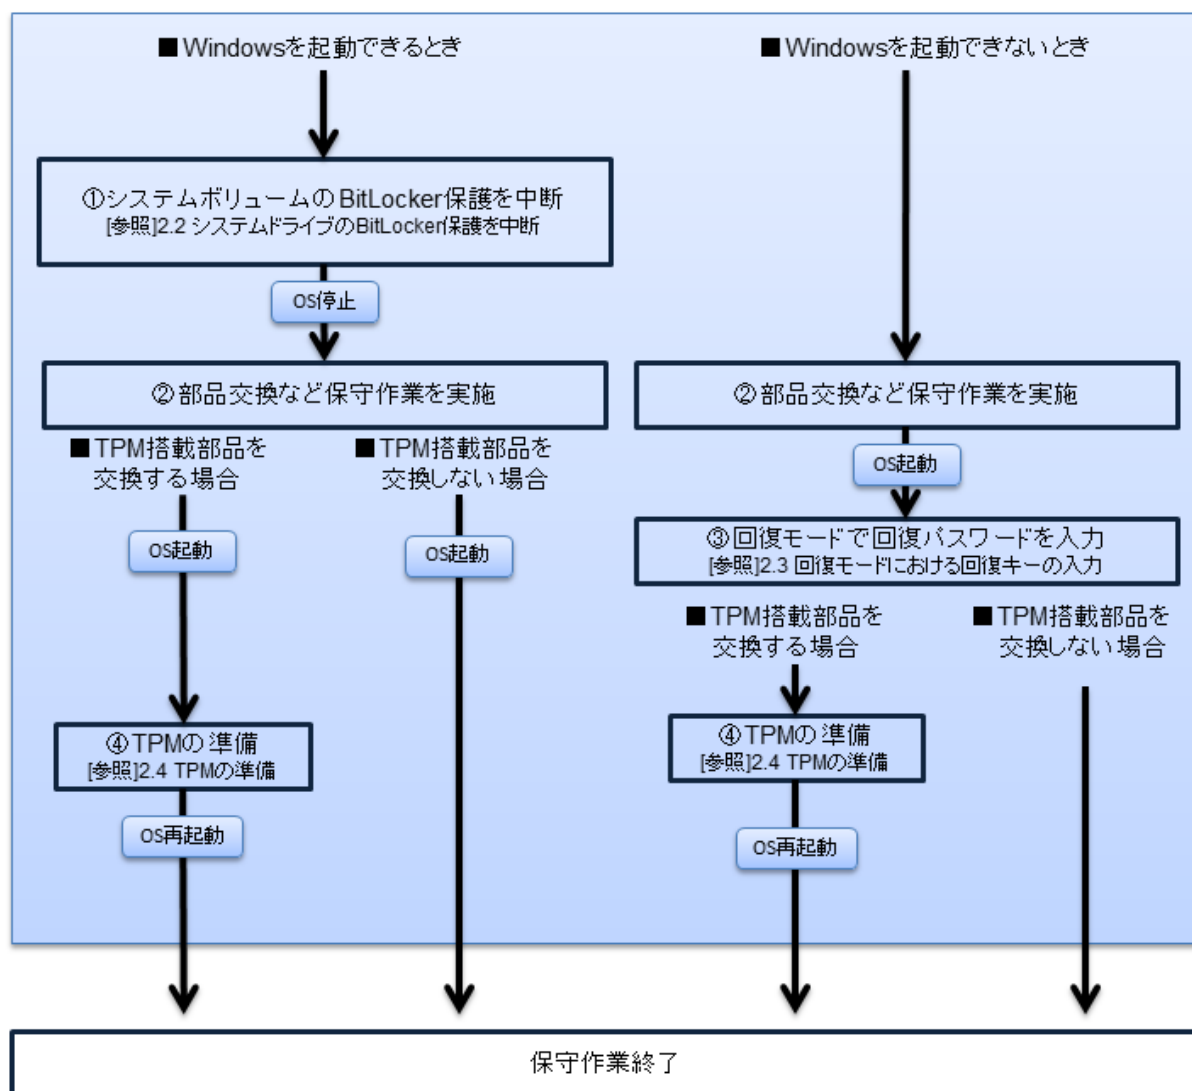 ■Windowsを起動できるとき
■Windowsを起動できないとき
①システムボリュームのBitLocker保護を中断
[参照]2.2 システムドライブのBitLocker保護を中断
OS停止
②部品交換など保守作業を実施
■TPM搭載部品を
交換する場合
■TPM搭載部品を
交換しない場合
OS起動
OS起動
④TPMの準備
[参照]2.4 TPMの準備
OS再起動
②部品交換など保守作業を実施
OS起動
③回復モードで回復パスワードを入力
[参照]2.3 回復モードにおける回復キーの入力
■TPM搭載部品を
交換する場合
■TPM搭載部品を
交換しない場合
④TPMの準備
[参照]2.4 TPMの準備
OS再起動
保守作業終了